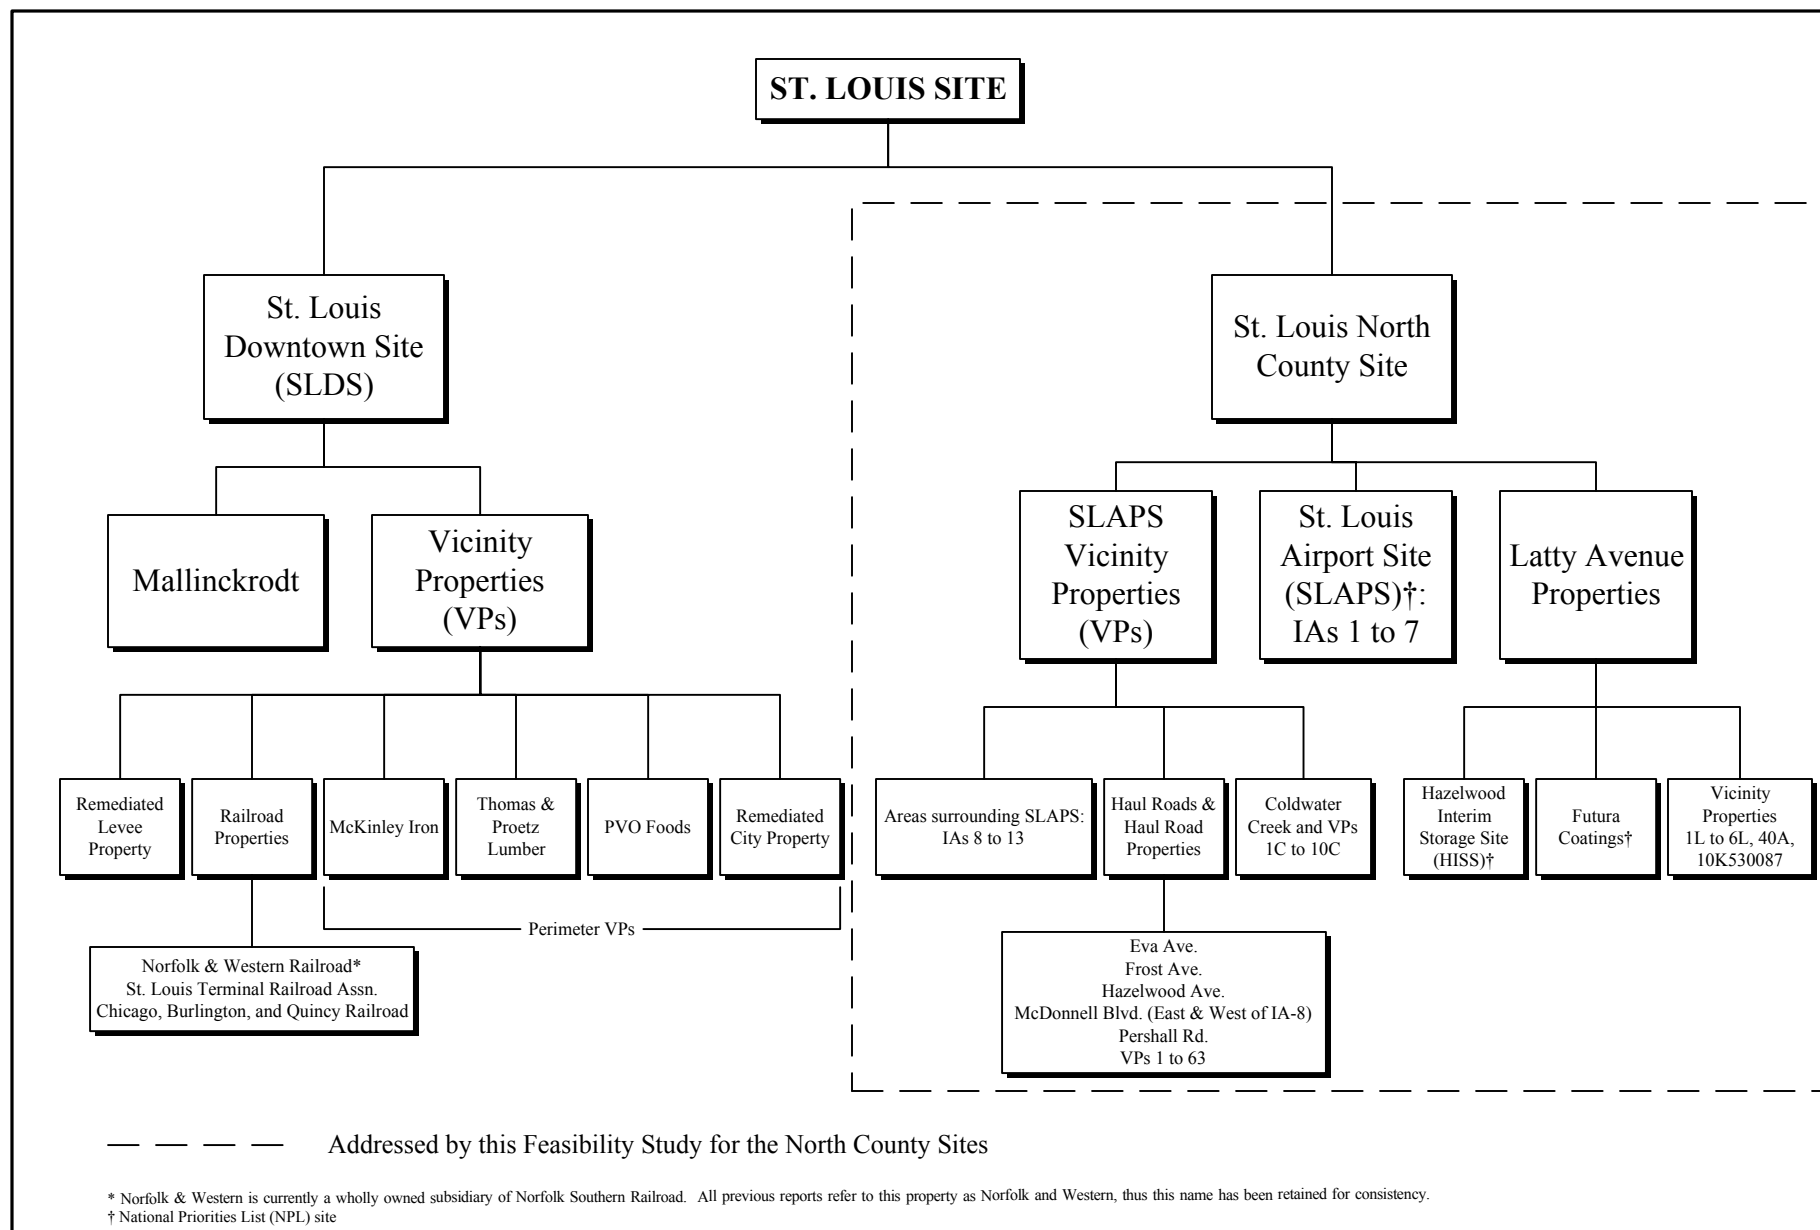 ST. LOUIS SITE
St. Louis
Downtown Site
(SLDS)
St. Louis North
County Site
Mallinckrodt
Vicinity
Properties
(VPs)
SLAPS
Vicinity
Properties
(VPs)
St. Louis
Airport Site
(SLAPS)†:
IAs 1 to 7
Latty Avenue
Properties
Remediated
Levee
Property
Railroad
Properties
McKinley Iron
Thomas &
Proetz
Lumber
PVO Foods
Remediated
City Property
Areas surrounding SLAPS:
IAs 8 to 13
Haul Roads &
Haul Road
Properties
Coldwater
Creek and VPs
1C to 10C
Hazelwood
Interim
Storage Site
(HISS)†
Futura
Coatings†
Vicinity
Properties
1L to 6L, 40A,
10K530087
Perimeter VPs
Norfolk & Western Railroad*
St. Louis Terminal Railroad Assn.
Chicago, Burlington, and Quincy Railroad
Eva Ave.
Frost Ave.
Hazelwood Ave.
McDonnell Blvd. (East & West of IA-8)
Pershall Rd.
VPs 1 to 63
Addressed by this Feasibility Study for the North County Sites
* Norfolk & Western is currently a wholly owned subsidiary of Norfolk Southern Railroad. All previous reports refer to this property as Norfolk and Western, thus this name has been retained for consistency.
† National Priorities List (NPL) site